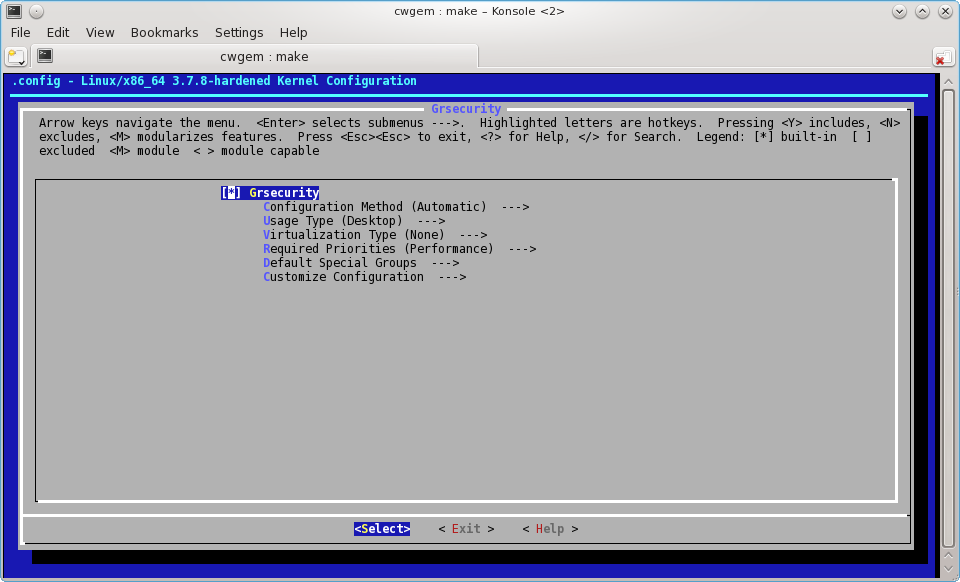 cwgem : make – Konsole <2>
File Edit View Bookmarks Settings Help
cwgem : make
.config - Linux/x86_64 3.7.8-hardened Kernel Configuration
Grsecurity
Arrow keys navigate the menu.  <Enter> selects submenus --->.  Highlighted letters are hotkeys.  Pressing <Y> includes, <N>
excludes, <M> modularizes features.  Press <Esc><Esc> to exit, <?> for Help, </> for Search.  Legend: [*] built-in  [ ]
excluded  <M> module  < > module capable
[*] Grsecurity
Configuration Method (Automatic)  --->
Usage Type (Desktop)  --->
Virtualization Type (None)  --->
Required Priorities (Performance)  --->
Default Special Groups  --->
Customize Configuration  --->
<Select>    < Exit >    < Help >